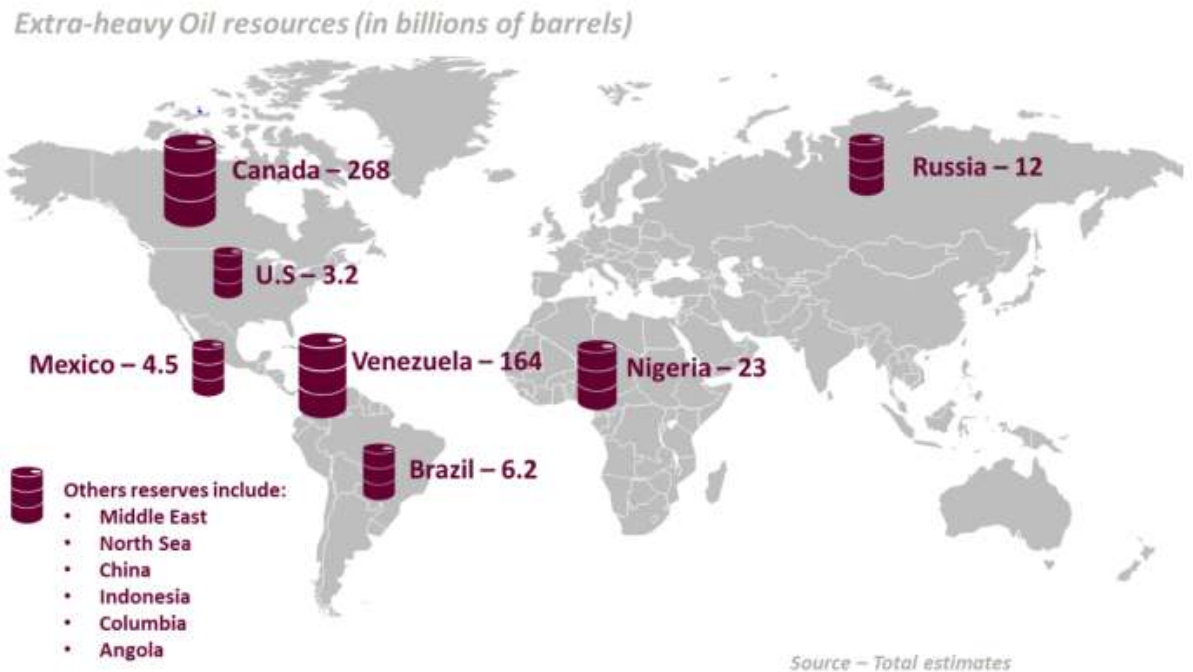 Extra-heavy Oil resources (in billions of barrels)
Canada – 268
Russia – 12
U.S – 3.2
Mexico – 4.5
Venezuela – 164
Nigeria – 23
Brazil – 6.2
Others reserves include:
• Middle East
• North Sea
• China
• Indonesia
• Columbia
• Angola
Source – Total estimates